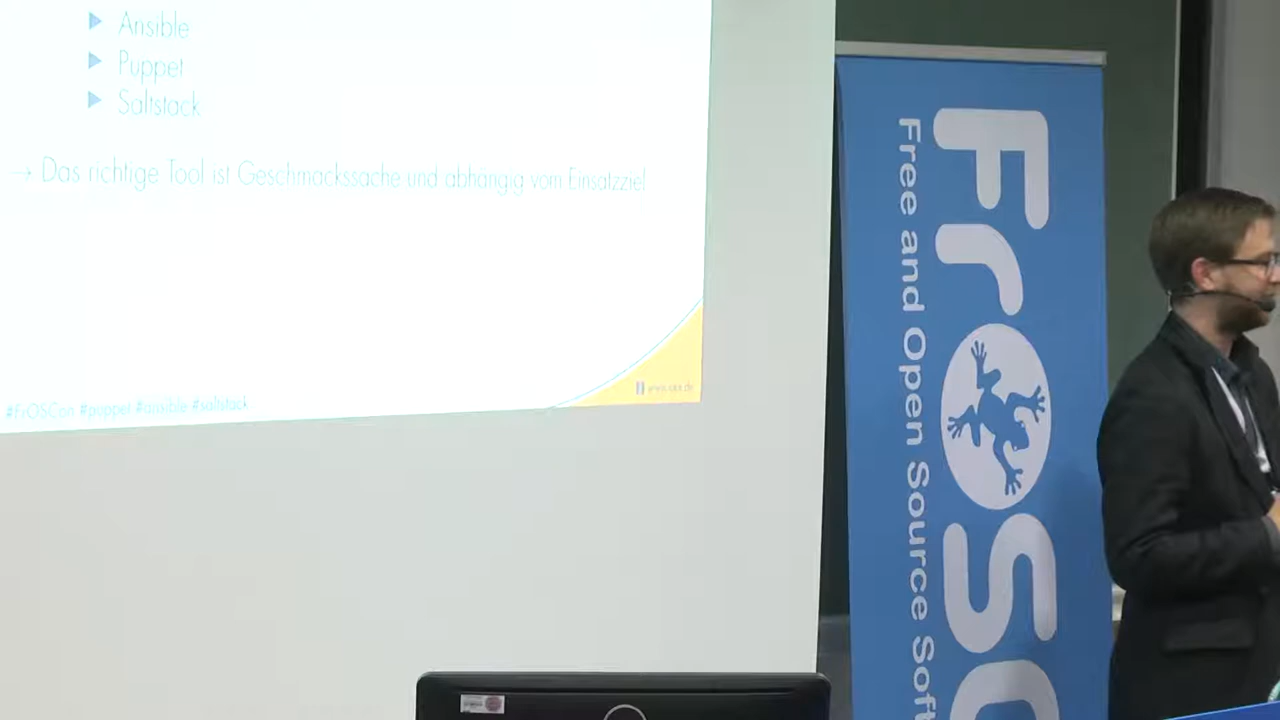 Ansible
Puppet
Saltstack
→ Das richtige Tool ist Geschmackssache und abhängig vom Einsatzziel
#FrOSCon #puppet #ansible #saltstack
FrOSC
Free and Open Source Soft